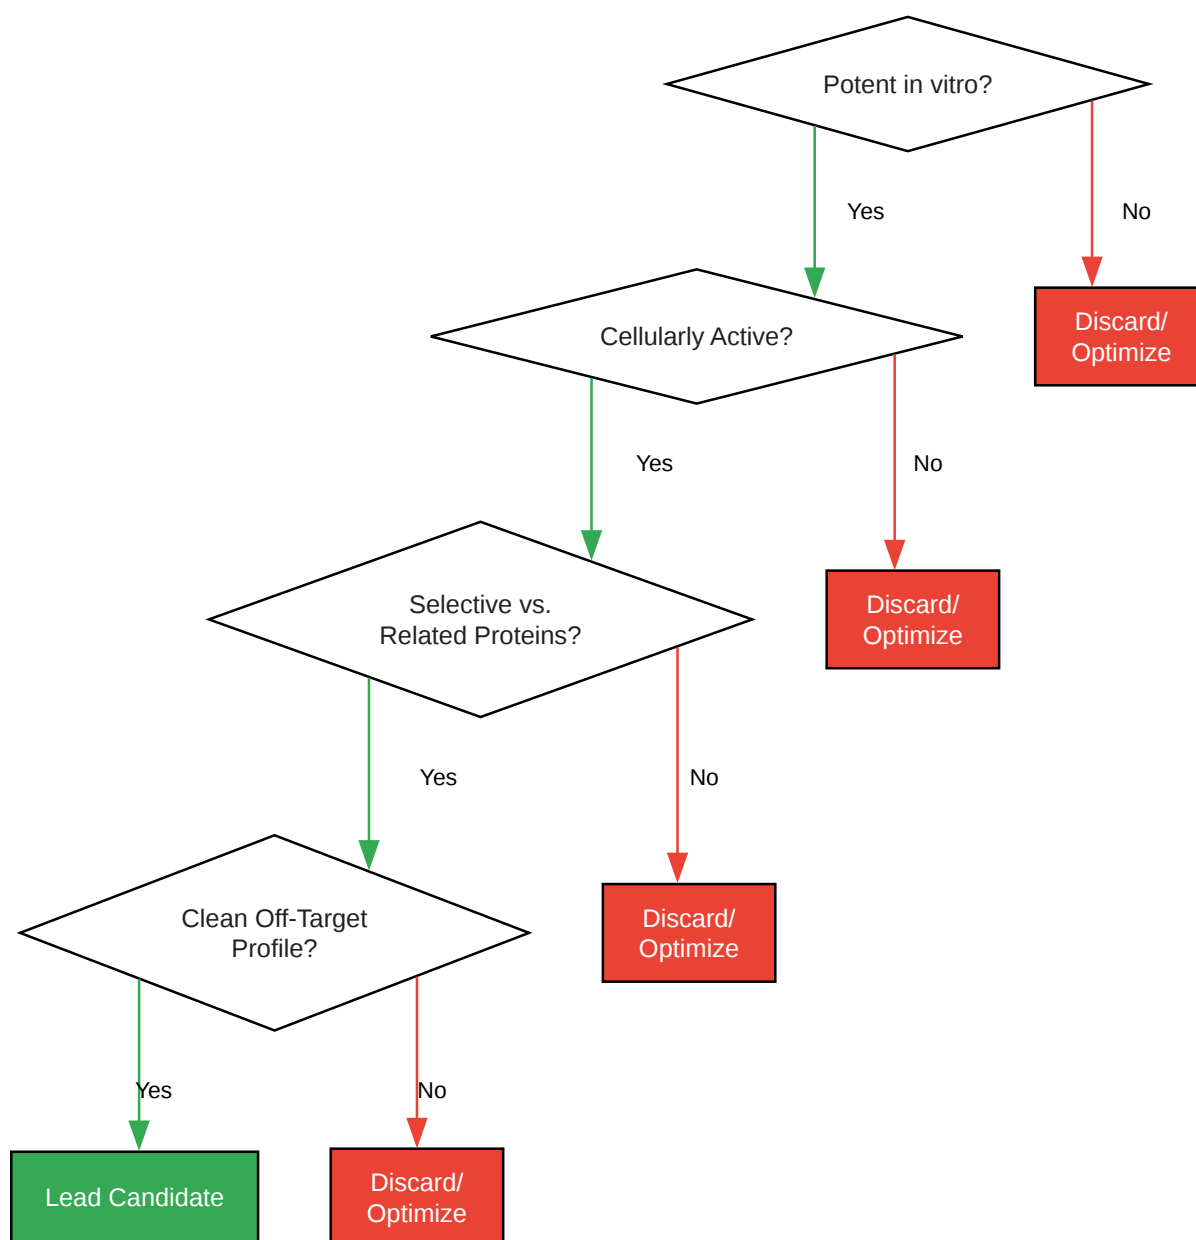 Potent in vitro?
Yes
No
Discard/
Optimize
Cellularly Active?
Yes
No
Discard/
Optimize
Selective vs.
Related Proteins?
Yes
No
Discard/
Optimize
Clean Off-Target
Profile?
Yes
No
Lead Candidate
Discard/
Optimize